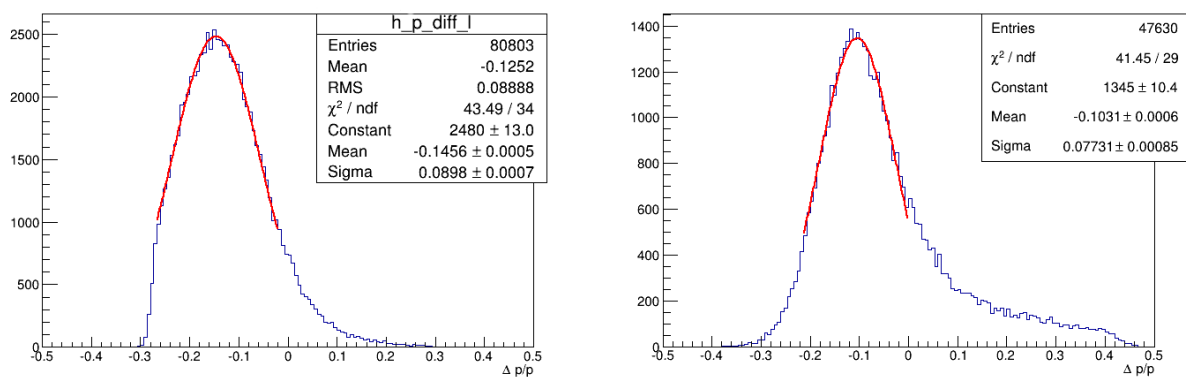 h_p_diff_l
Entries 80803
Mean -0.1252
RMS 0.08888
χ² / ndf 43.49 / 34
Constant 2480 ± 13.0
Mean -0.1456 ± 0.0005
Sigma 0.0898 ± 0.0007
2500
2000
1500
1000
500
0
-0.5 -0.4 -0.3 -0.2 -0.1 0 0.1 0.2 0.3 0.4 0.5
Δ p/p
Entries 47630
χ² / ndf 41.45 / 29
Constant 1345 ± 10.4
Mean -0.1031 ± 0.0006
Sigma 0.07731 ± 0.00085
1400
1200
1000
800
600
400
200
0
-0.5 -0.4 -0.3 -0.2 -0.1 0 0.1 0.2 0.3 0.4 0.5
Δ p/p